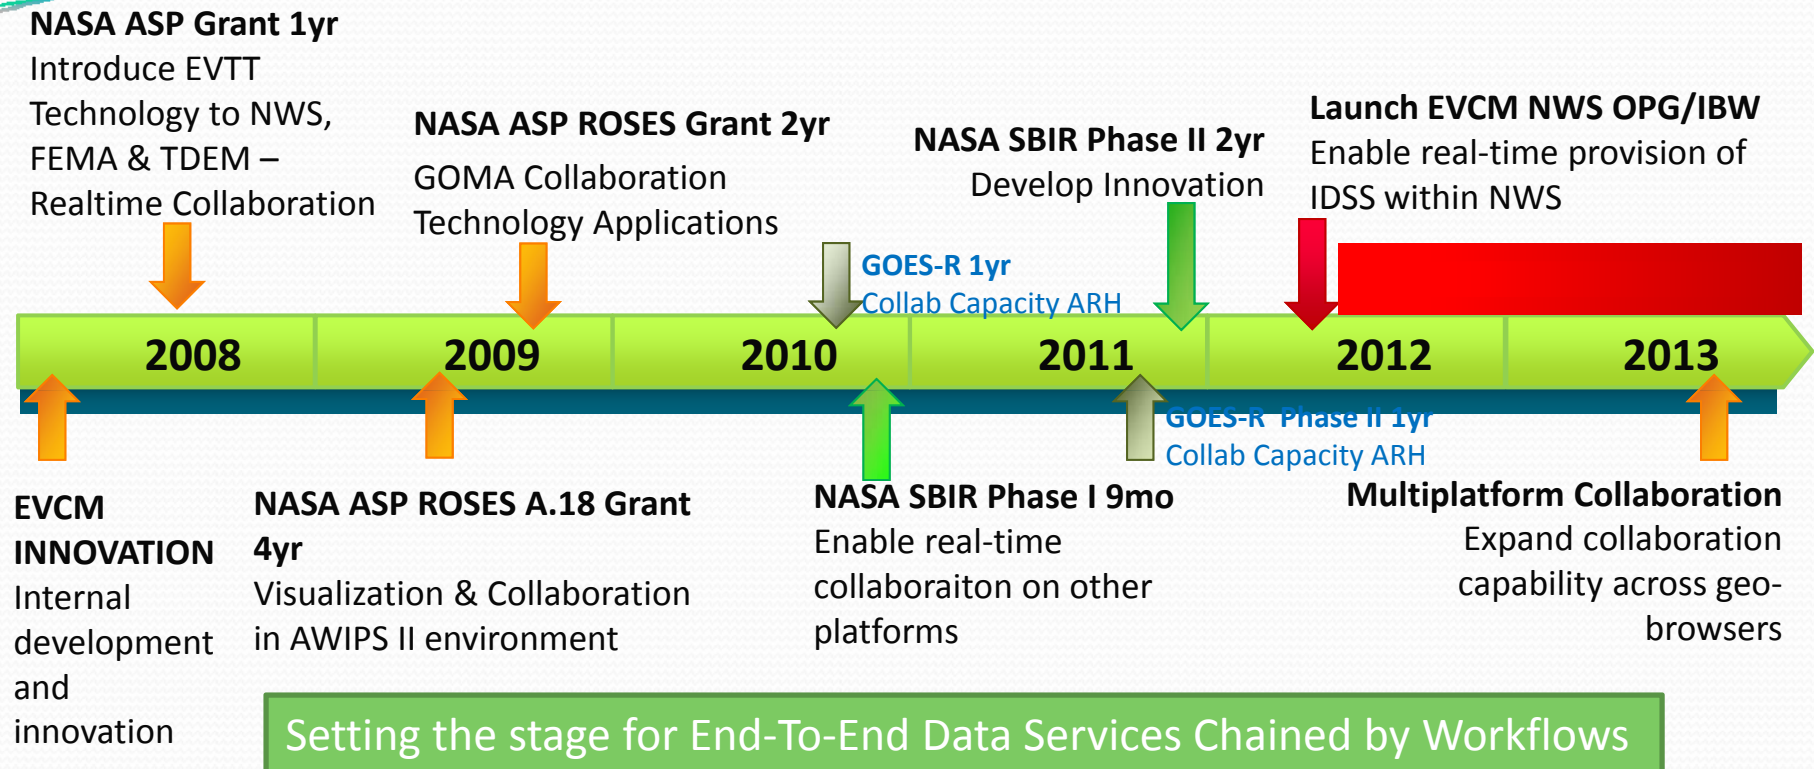 NASA ASP Grant 1yr
Introduce EVTT
Technology to NWS,
FEMA & TDEM –
Realtime Collaboration
NASA ASP ROSES Grant 2yr
GOMA Collaboration
Technology Applications
GOES-R 1yr
Collab Capacity ARH
NASA SBIR Phase II 2yr
Develop Innovation
Launch EVCM NWS OPG/IBW
Enable real-time provision of
IDSS within NWS
2008
2009
2010
2011
2012
2013
EVCM
INNOVATION
Internal
development
and
innovation
NASA ASP ROSES A.18 Grant
4yr
Visualization & Collaboration
in AWIPS II environment
NASA SBIR Phase I 9mo
Enable real-time
collaboraiton on other
platforms
GOES-R Phase II 1yr
Collab Capacity ARH
Multiplatform Collaboration
Expand collaboration
capability across geo-
browsers
Setting the stage for End-To-End Data Services Chained by Workflows